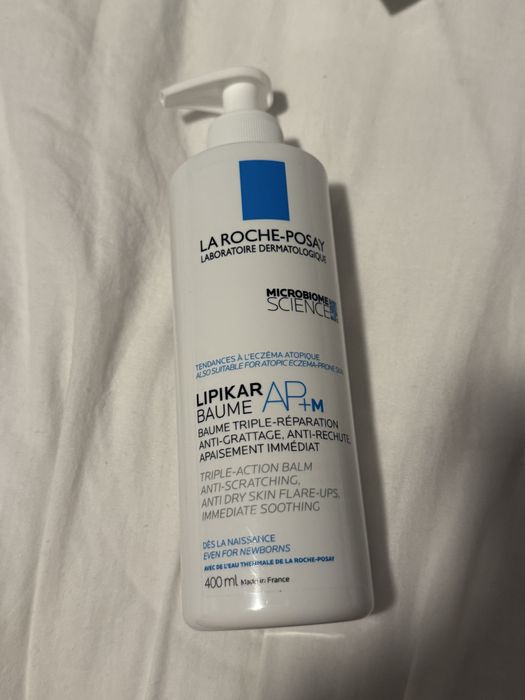 LA ROCHE-POSAY
LABORATOIRE DERMATOLOGIQUE
MICROBIOME
SCIENCE
TENDANCES À L'ECZÉMA ATOPIQUE
ALSO SUITABLE FOR ATOPIC ECZEMA-PRONE SKIN
LIPIKAR
BAUME AP+M
BAUME TRIPLE-RÉPARATION
ANTI-GRATTAGE, ANTI-RECHUTE,
APAISEMENT IMMÉDIAT
TRIPLE-ACTION BALM
ANTI-SCRATCHING,
ANTI DRY SKIN FLARE-UPS,
IMMEDIATE SOOTHING
DÈS LA NAISSANCE
EVEN FOR NEWBORNS
AVEC DE L'EAU THERMALE DE LA ROCHE-POSAY
400 ml Made in France